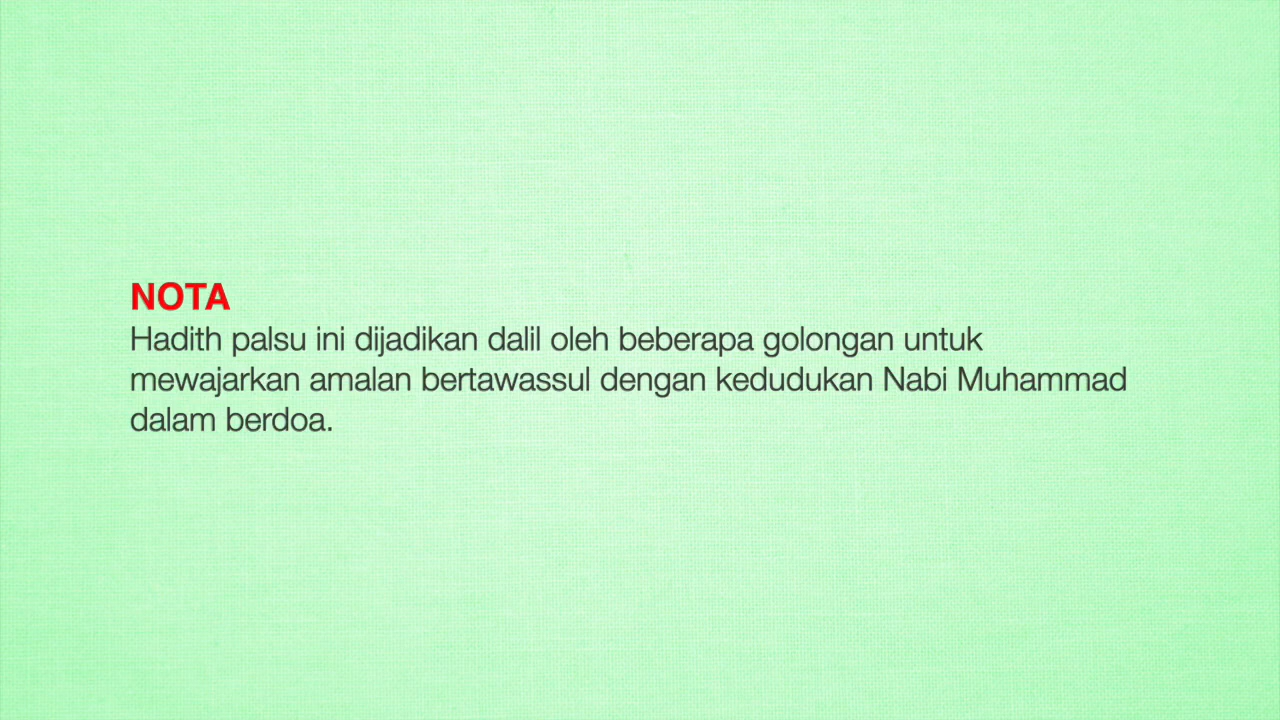 NOTA
Hadith palsu ini dijadikan dalil oleh beberapa golongan untuk
mewajarkan amalan bertawassul dengan kedudukan Nabi Muhammad
dalam berdoa.